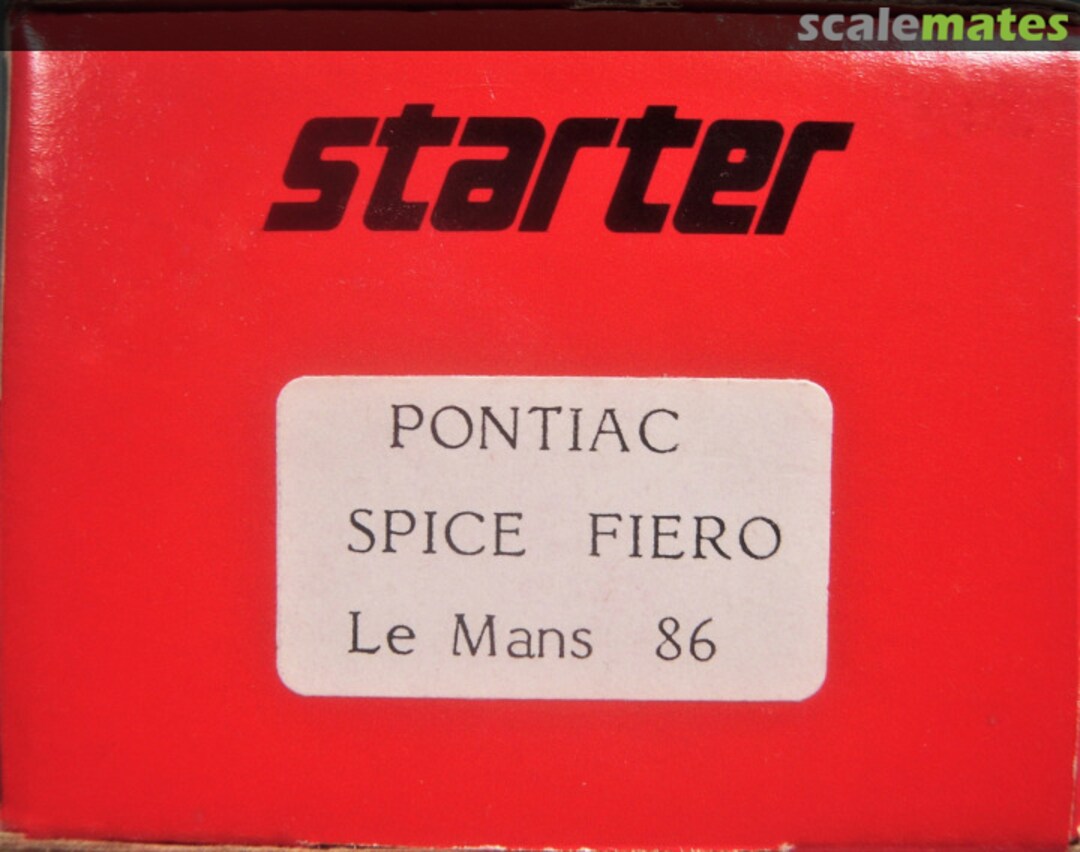 scalemates
starter
PONTIAC
SPICE FIERO
Le Mans 86